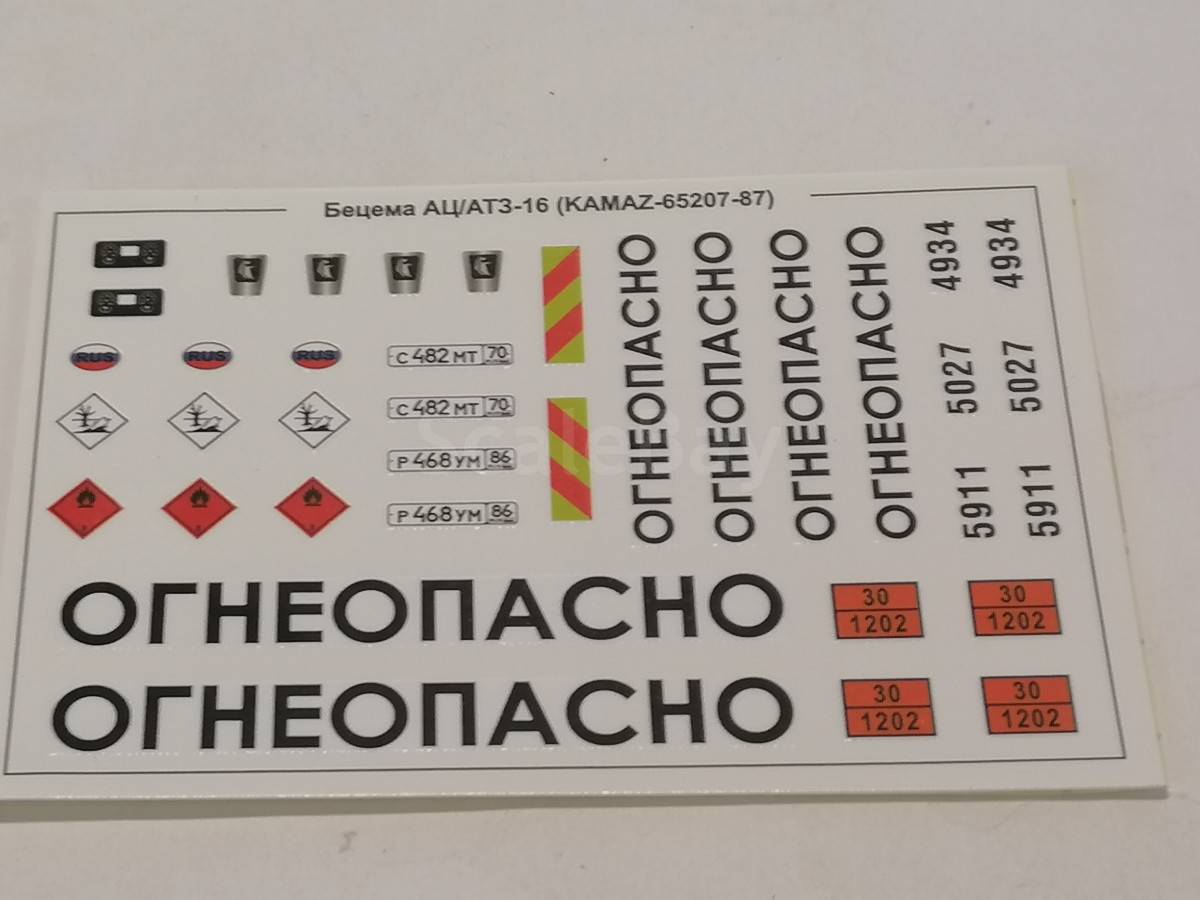 Бецема АЦ/АТЗ-16 (KAMAZ-65207-87)
RUS RUS RUS
С 482 МТ 70
С 482 МТ 70
Р 468 УМ 86
Р 468 УМ 86
ОГНЕОПАСНО
ОГНЕОПАСНО
ОГНЕОПАСНО
ОГНЕОПАСНО
4934
4934
5027
5027
5911
5911
ОГНЕОПАСНО
30
1202
30
1202
ОГНЕОПАСНО
30
1202
30
1202
ScaleBay